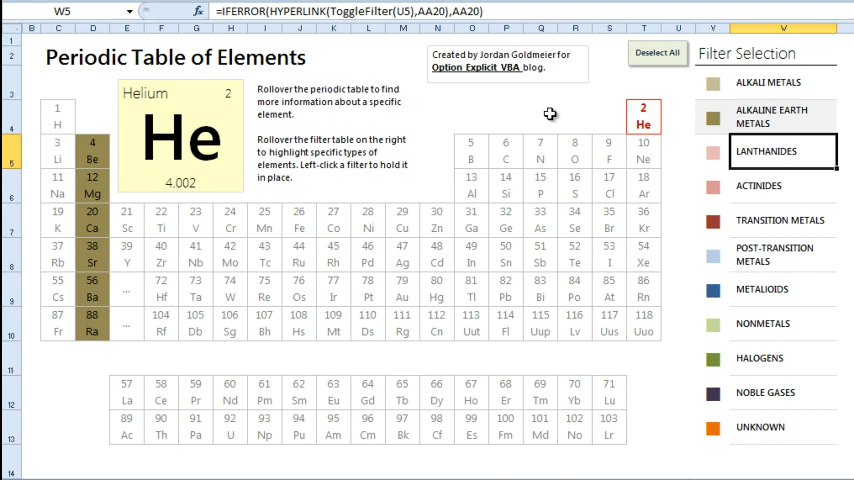 W5 fx =IFERROR(HYPERLINK(ToggleFilter(U5),AA20),AA20)
B C D E F G H I J K L M N O P Q R S T U V W
1
2
3
4
5
6
7
8
9
10
11
12
13
14
Periodic Table of Elements
Created by Jordan Goldmeier for
Option Explicit VBA blog.
Deselect All
Helium 2
He
4.002
Rollover the periodic table to find
more information about a specific
element.
Rollover the filter table on the right
to highlight specific types of
elements. Left-click a filter to hold it
in place.
1 2
H He
3 4 5 6 7 8 9 10
Li Be B C N O F Ne
11 12 13 14 15 16 17 18
Na Mg Al Si P S Cl Ar
19 20 21 22 23 24 25 26 27 28 29 30 31 32 33 34 35 36
K Ca Sc Ti V Cr Mn Fe Co Ni Cu Zn Ga Ge As Se Br Kr
37 38 39 40 41 42 43 44 45 46 47 48 49 50 51 52 53 54
Rb Sr Y Zr Nb Mo Tc Ru Rh Pd Ag Cd In Sn Sb Te I Xe
55 56 ... 72 73 74 75 76 77 78 79 80 81 82 83 84 85 86
Cs Ba Hf Ta W Re Os Ir Pt Au Hg Tl Pb Bi Po At Rn
87 88 ... 104 105 106 107 108 109 110 111 112 113 114 115 116 117 118
Fr Ra Rf Db Sg Bh Hs Mt Ds Rg Cn Uut Fl Uup Lv Uus Uuo
57 58 59 60 61 62 63 64 65 66 67 68 69 70 71
La Ce Pr Nd Pm Sm Eu Gd Tb Dy Ho Er Tm Yb Lu
89 90 91 92 93 94 95 96 97 98 99 100 101 102 103
Ac Th Pa U Np Pu Am Cm Bk Cf Es Fm Md No Lr
Filter Selection
ALKALI METALS
ALKALINE EARTH
METALS
LANTHANIDES
ACTINIDES
TRANSITION METALS
POST-TRANSITION
METALS
METALIOIDS
NONMETALS
HALOGENS
NOBLE GASES
UNKNOWN